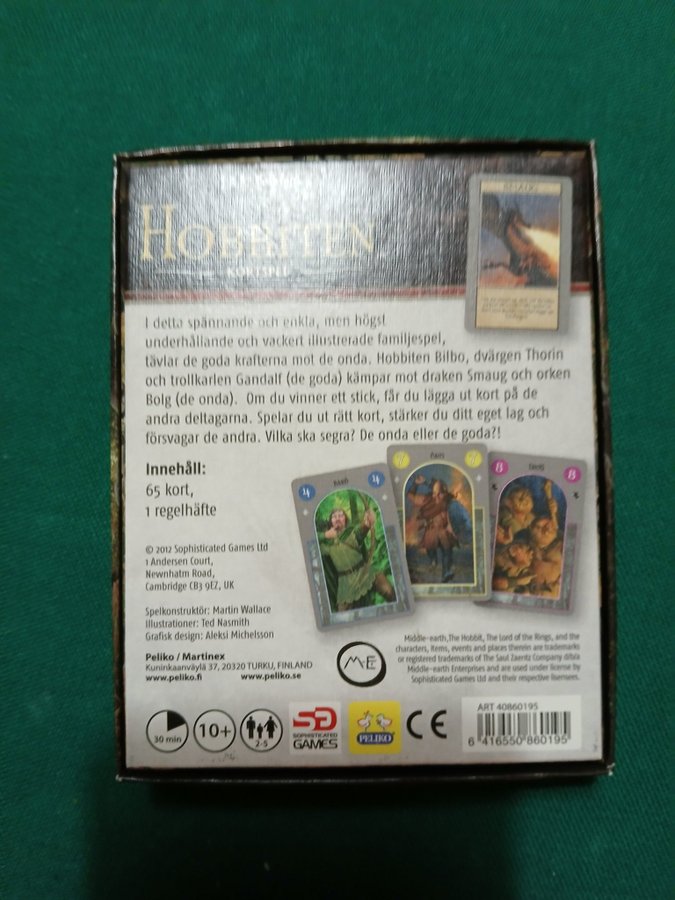 HOBBITEN
KORTSPEL
SMAUG
I detta spännande och enkla, men högst
underhållande och vackert illustrerade familjespel,
tävlar de goda krafterna mot de onda. Hobbiten Bilbo, dvärgen Thorin
och trollkarlen Gandalf (de goda) kämpar mot draken Smaug och orken
Bolg (de onda). Om du vinner ett stick, får du lägga ut kort på de
andra deltagarna. Spelar du ut rätt kort, stärker du ditt eget lag och
försvagar de andra. Vilka ska segra? De onda eller de goda?!
Innehåll:
65 kort,
1 regelhäfte
BARD
© 2012 Sophisticated Games Ltd
1 Andersen Court,
Newnhatm Road,
Cambridge CB3 9EZ, UK
Spelkonstruktör: Martin Wallace
Illustrationer: Ted Nasmith
Grafisk design: Aleksi Michelsson
Peliko / Martinex
Kuninkaanväylä 37, 20320 TURKU, FINLAND
www.peliko.fi www.peliko.se
M-E
Middle-earth,The Hobbit, The Lord of the Rings, and the
characters, items, events and places therein are trademarks
or registered trademarks of The Saul Zaentz Company d/b/a
Middle-earth Enterprises and are used under license by
Sophisticated Games Ltd and their respective licensees.
30 min
10+
2-5
SG
SOPHISTICATED
GAMES
PELIKO
CE
ART 40860195
6 416550 860195